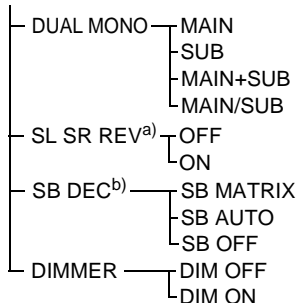 DUAL MONO MAIN
SUB
MAIN+SUB
MAIN/SUB
SL SR REVa) OFF
ON
SB DECb) SB MATRIX
SB AUTO
SB OFF
DIMMER DIM OFF
DIM ON